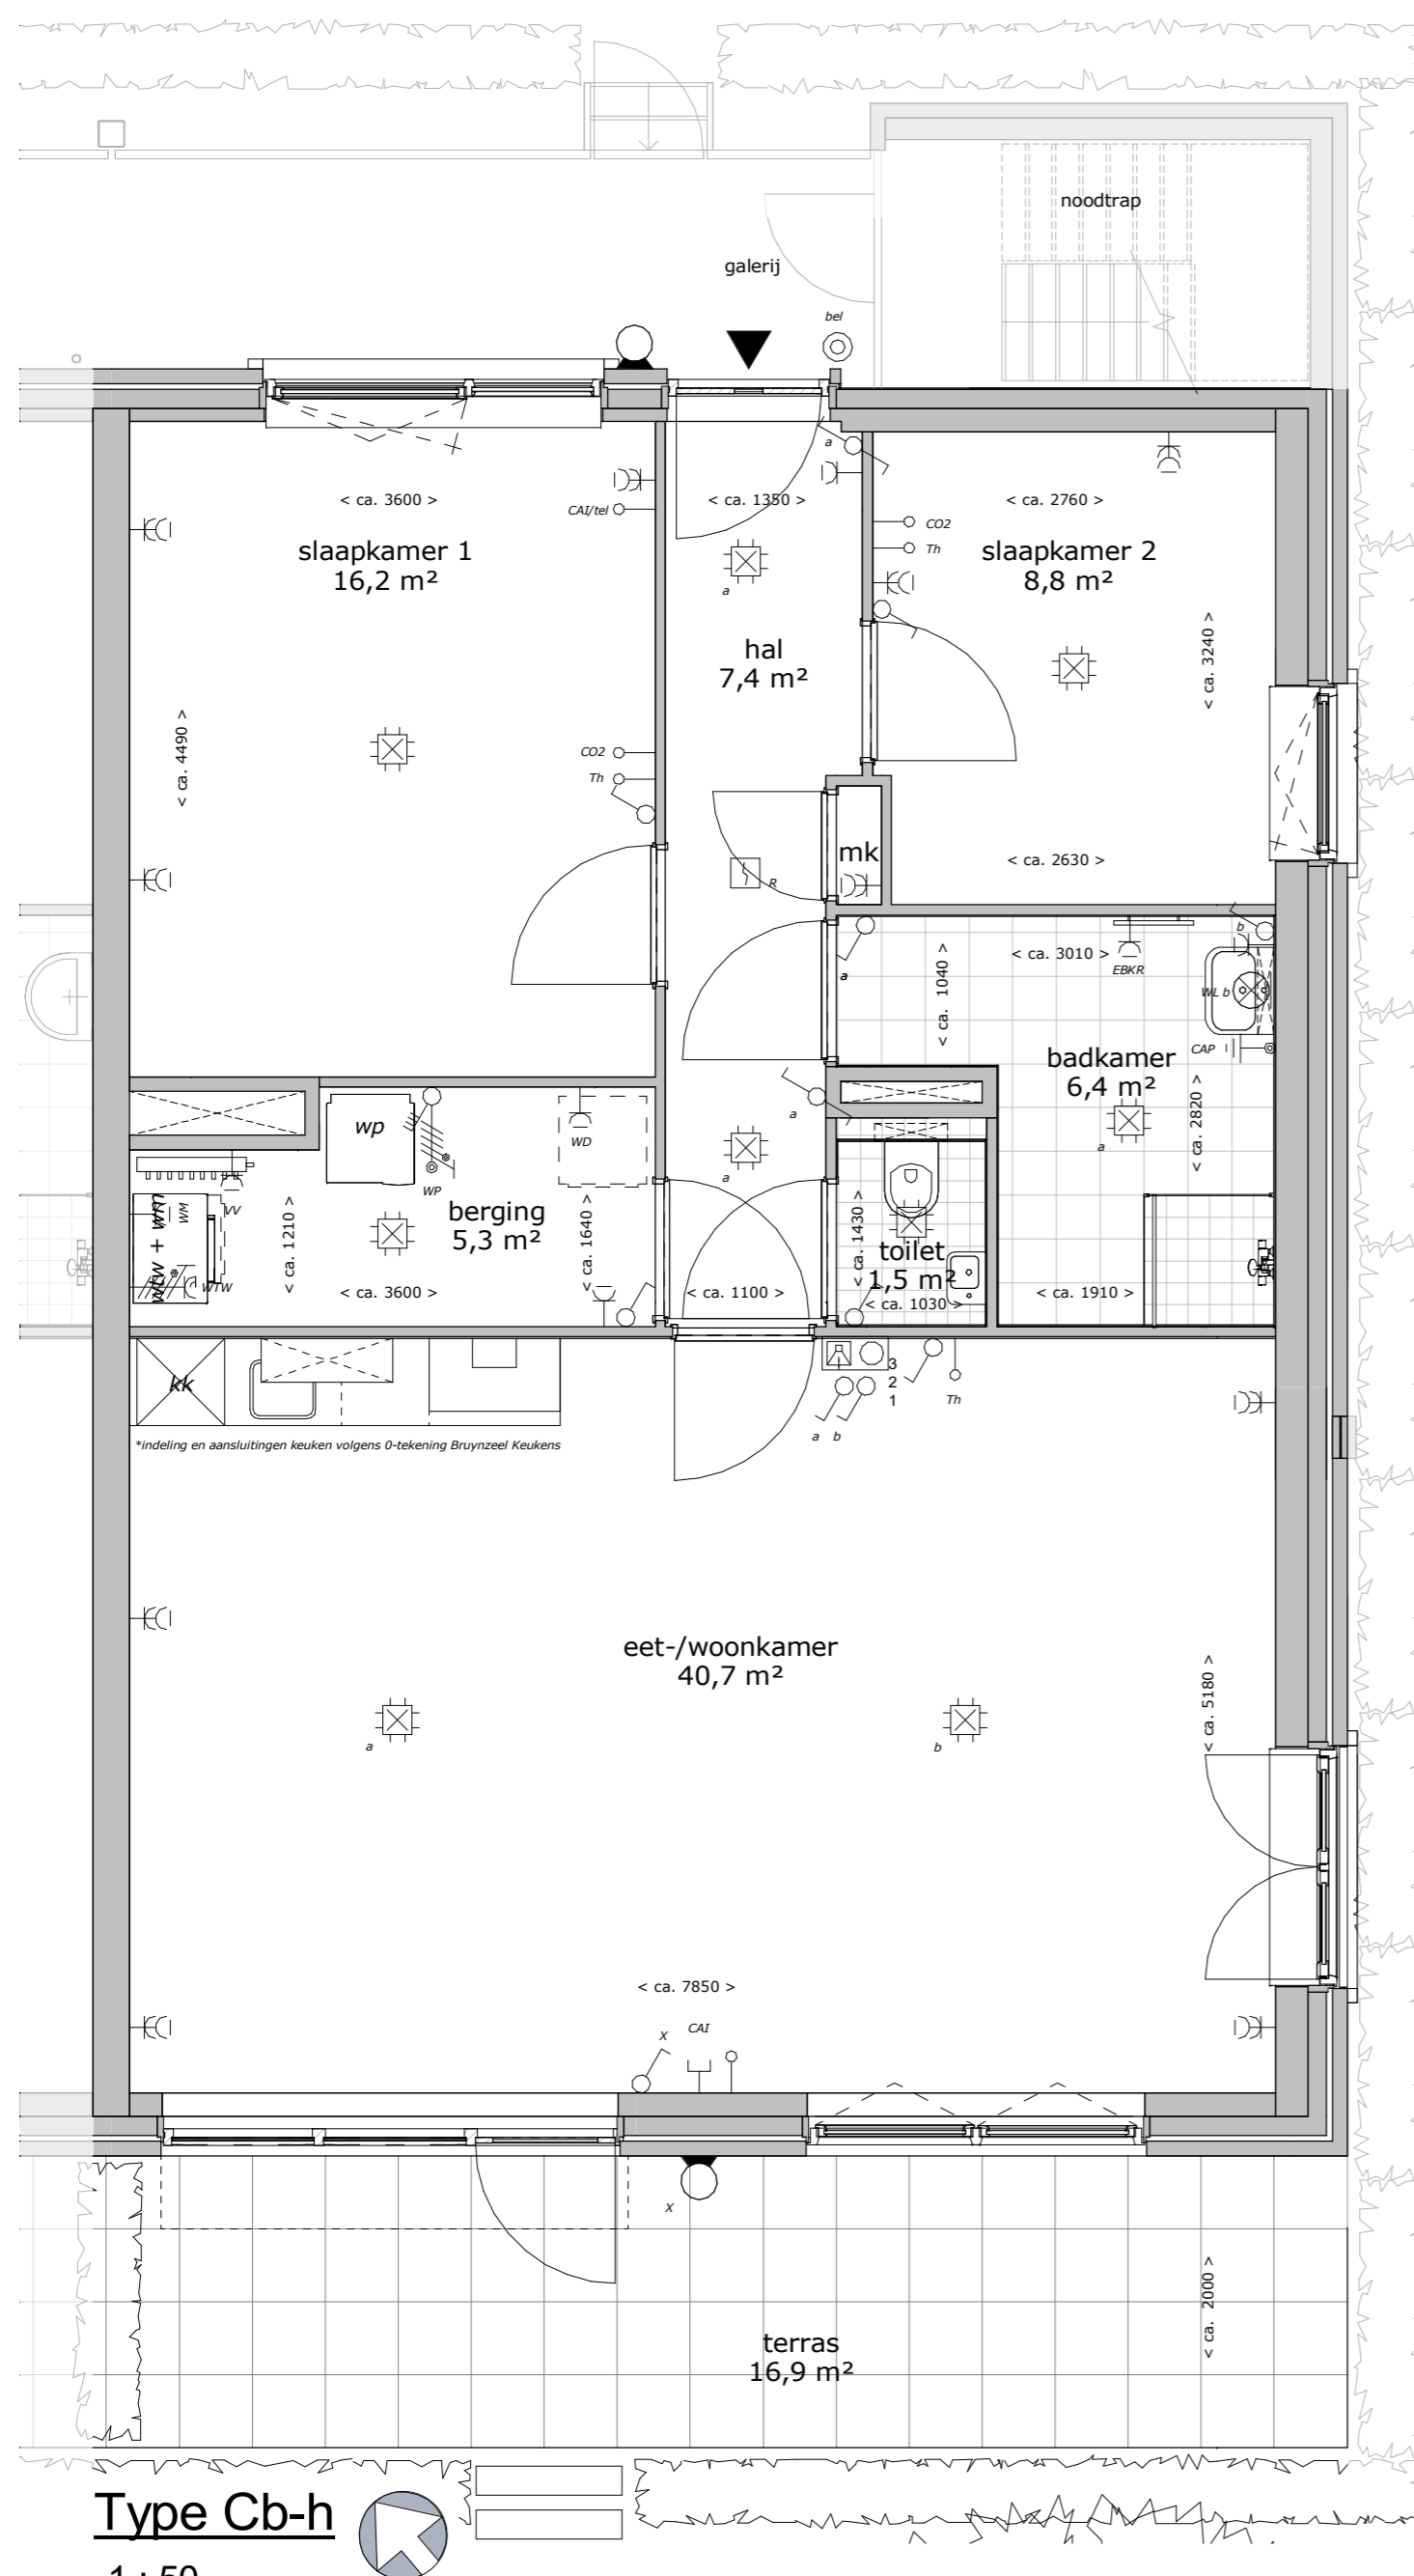 noodtrap
galerij
bel
a
< ca. 3600 >
< ca. 1350 >
< ca. 2760 >
CAI/tel
CO2
Th
slaapkamer 1
16,2 m²
slaapkamer 2
8,8 m²
a
hal
7,4 m²
< ca. 3240 >
< ca. 4490 >
CO2
Th
mk
R
< ca. 2630 >
b
< ca. 3010 >
EBKR
a
< ca. 1040 >
WL b
CAP
badkamer
6,4 m²
a
< ca. 2820 >
wp
WD
a
a
WP
berging
5,3 m²
wtw + wm
WM
VV
WTW
< ca. 1210 >
< ca. 1640 >
< ca. 3600 >
< ca. 1100 >
< ca. 1430 >
toilet
1,5 m²
< ca. 1030 >
< ca. 1910 >
kk
3
2
1
Th
a b
*indeling en aansluitingen keuken volgens 0-tekening Bruynzeel Keukens
eet-/woonkamer
40,7 m²
< ca. 5180 >
a
b
< ca. 7850 >
X
CAI
X
< ca. 2000 >
terras
16,9 m²
Type Cb-h
1 : 50